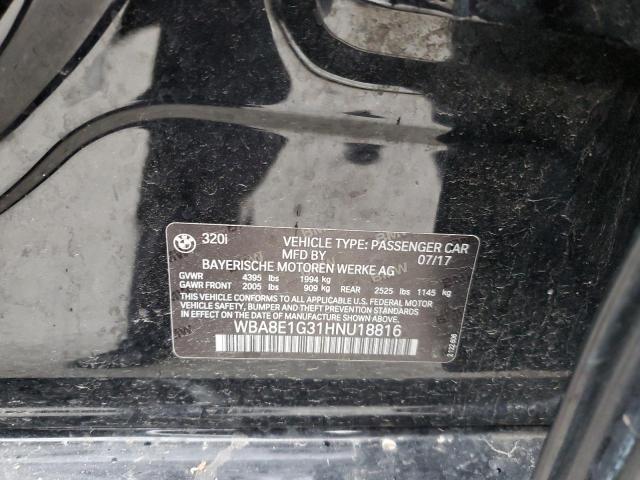 BMW 320i VEHICLE TYPE: PASSENGER CAR
MFD BY 07/17
BAYERISCHE MOTOREN WERKE AG
GVWR 4395 lbs 1994 kg
GAWR FRONT 2005 lbs 909 kg REAR 2525 lbs 1145 kg
THIS VEHICLE CONFORMS TO ALL APPLICABLE U.S. FEDERAL MOTOR
VEHICLE SAFETY, BUMPER, AND THEFT PREVENTION STANDARDS
IN EFFECT ON THE DATE OF MANUFACTURE SHOWN ABOVE.
WBA8E1G31HNU18816